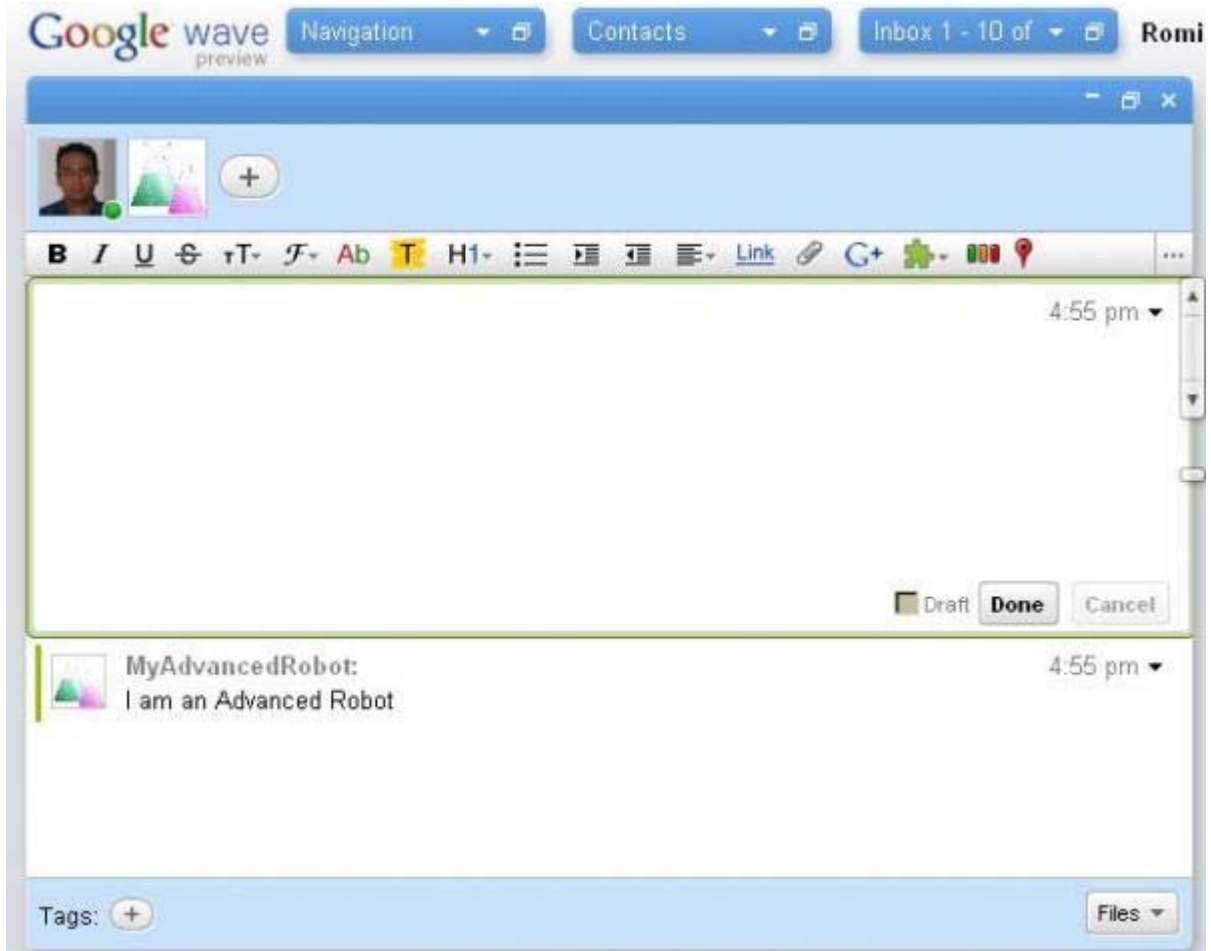 Google wave
preview
Navigation
Contacts
Inbox 1 - 10 of
Romi
B I U S TT F Ab T H1 Link G+
4:55 pm
Draft Done Cancel
MyAdvancedRobot: 4:55 pm
I am an Advanced Robot
Tags: + Files